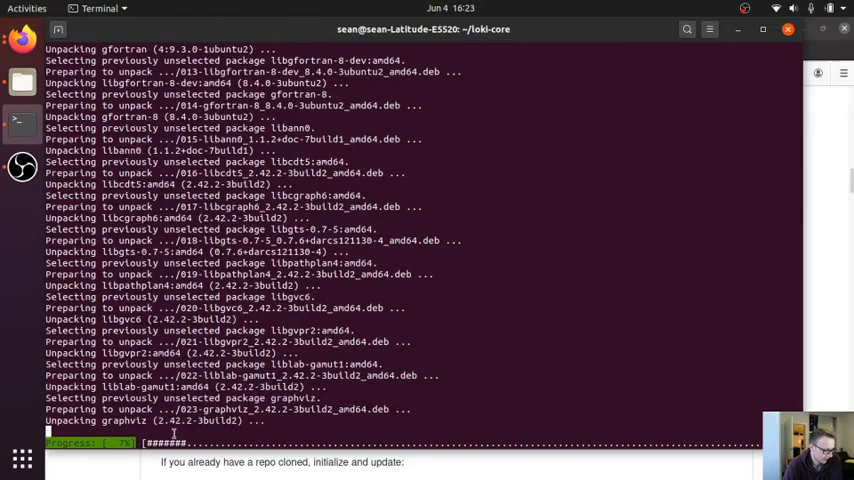 Activities
Terminal
Jun 4 16:23
sean@sean-Latitude-E5520: ~/loki-core
Unpacking gfortran (4:9.3.0-1ubuntu2) ...
Selecting previously unselected package libgfortran-8-dev:amd64.
Preparing to unpack .../013-libgfortran-8-dev_8.4.0-3ubuntu2_amd64.deb ...
Unpacking libgfortran-8-dev:amd64 (8.4.0-3ubuntu2) ...
Selecting previously unselected package gfortran-8.
Preparing to unpack .../014-gfortran-8_8.4.0-3ubuntu2_amd64.deb ...
Unpacking gfortran-8 (8.4.0-3ubuntu2) ...
Selecting previously unselected package libann0.
Preparing to unpack .../015-libann0_1.1.2+doc-7build1_amd64.deb ...
Unpacking libann0 (1.1.2+doc-7build1) ...
Selecting previously unselected package libcdt5:amd64.
Preparing to unpack .../016-libcdt5_2.42.2-3build2_amd64.deb ...
Unpacking libcdt5:amd64 (2.42.2-3build2) ...
Selecting previously unselected package libcgraph6:amd64.
Preparing to unpack .../017-libcgraph6_2.42.2-3build2_amd64.deb ...
Unpacking libcgraph6:amd64 (2.42.2-3build2) ...
Selecting previously unselected package libgts-0.7-5:amd64.
Preparing to unpack .../018-libgts-0.7-5_0.7.6+darcs121130-4_amd64.deb ...
Unpacking libgts-0.7-5:amd64 (0.7.6+darcs121130-4) ...
Selecting previously unselected package libpathplan4:amd64.
Preparing to unpack .../019-libpathplan4_2.42.2-3build2_amd64.deb ...
Unpacking libpathplan4:amd64 (2.42.2-3build2) ...
Selecting previously unselected package libgvc6.
Preparing to unpack .../020-libgvc6_2.42.2-3build2_amd64.deb ...
Unpacking libgvc6 (2.42.2-3build2) ...
Selecting previously unselected package libgvpr2:amd64.
Preparing to unpack .../021-libgvpr2_2.42.2-3build2_amd64.deb ...
Unpacking libgvpr2:amd64 (2.42.2-3build2) ...
Selecting previously unselected package liblab-gamut1:amd64.
Preparing to unpack .../022-liblab-gamut1_2.42.2-3build2_amd64.deb ...
Unpacking liblab-gamut1:amd64 (2.42.2-3build2) ...
Selecting previously unselected package graphviz.
Preparing to unpack .../023-graphviz_2.42.2-3build2_amd64.deb ...
Unpacking graphviz (2.42.2-3build2) ...
Progress: [  7%] [#######.................................................................................................
If you already have a repo cloned, initialize and update: